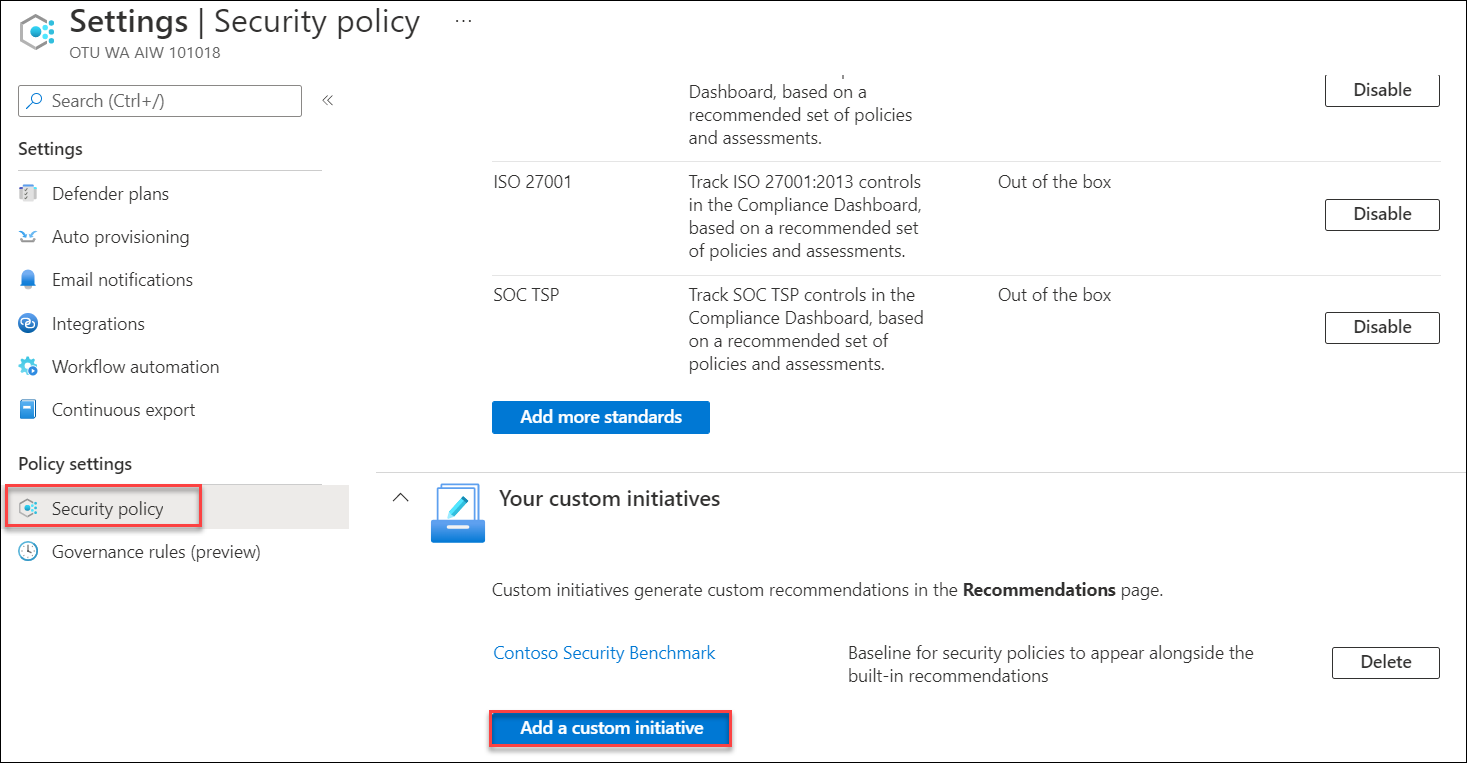 Settings | Security policy ...
OTU WA AIW 101018
Search (Ctrl+/)
«
Settings
Defender plans
Auto provisioning
Email notifications
Integrations
Workflow automation
Continuous export
Policy settings
Security policy
Governance rules (preview)
Dashboard, based on a
recommended set of policies
and assessments.
Disable
ISO 27001
Track ISO 27001:2013 controls
in the Compliance Dashboard,
based on a recommended set
of policies and assessments.
Out of the box
Disable
SOC TSP
Track SOC TSP controls in the
Compliance Dashboard, based
on a recommended set of
policies and assessments.
Out of the box
Disable
Add more standards
Your custom initiatives
Custom initiatives generate custom recommendations in the Recommendations page.
Contoso Security Benchmark
Baseline for security policies to appear alongside the
built-in recommendations
Delete
Add a custom initiative